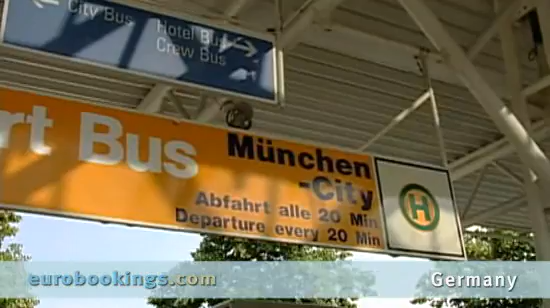 City Bus
Hotel Bus
Crew Bus
rt Bus
München
-City
Abfahrt alle 20 Min
Departure every 20 Min
H
eurobookings.com
Germany